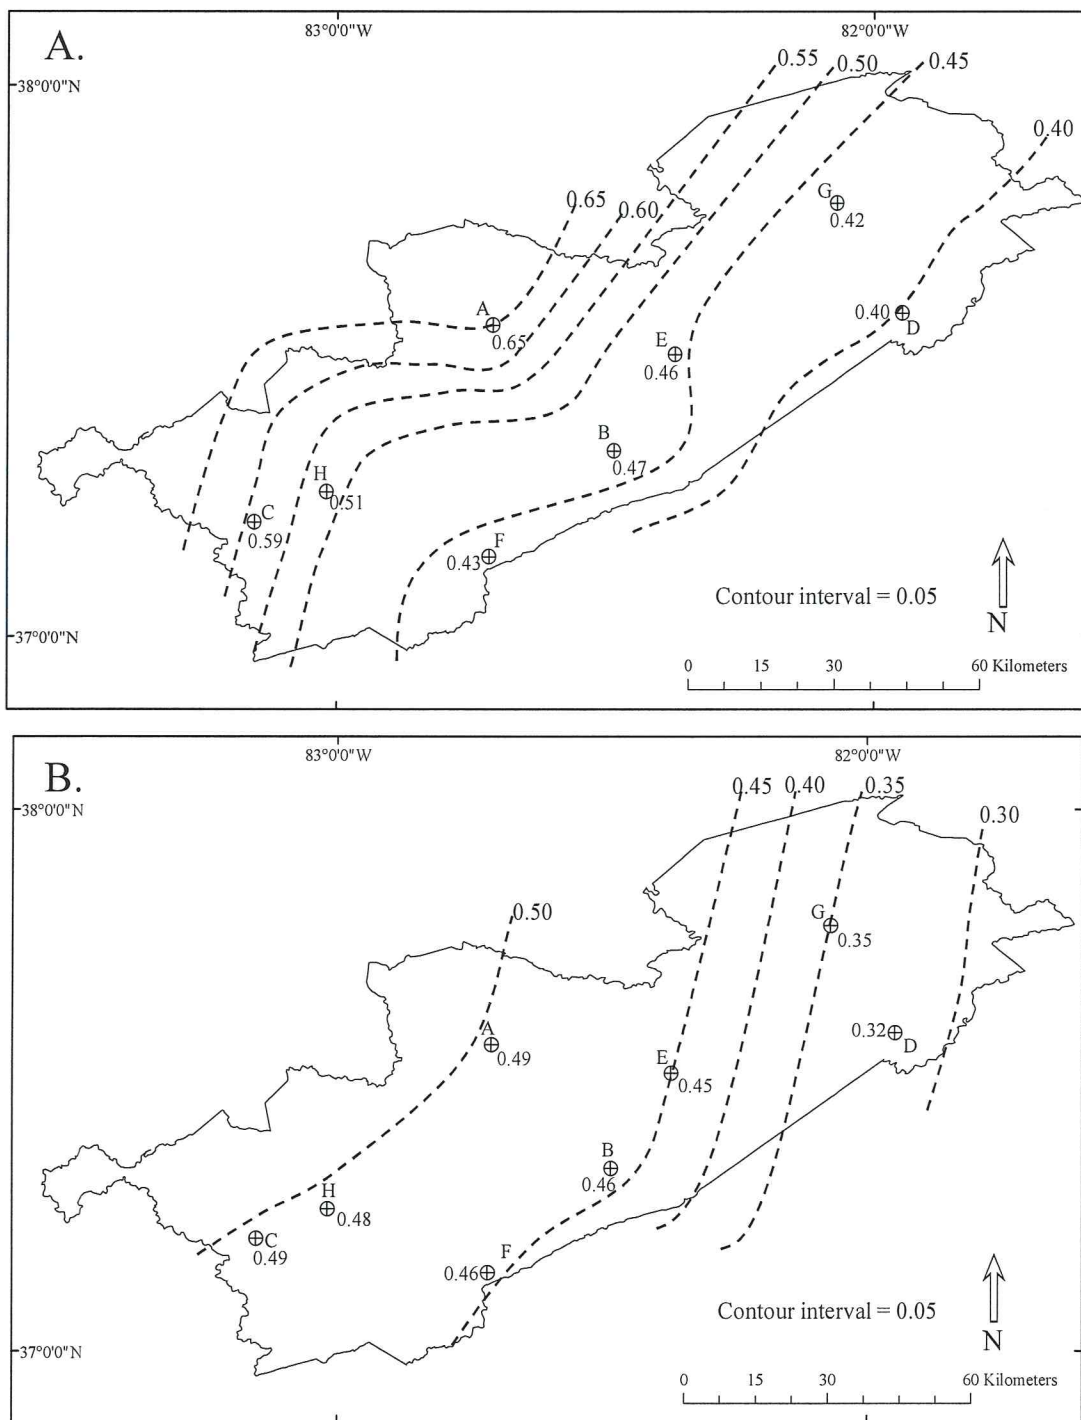 A.
83°0'0"W
82°0'0"W
38°0'0"N
0.55
0.50
0.45
0.40
0.65
0.60
G
0.42
A
0.65
0.40
D
E
0.46
B
0.47
H
0.51
C
0.59
F
0.43
Contour interval = 0.05
N
37°0'0"N
0 15 30 60 Kilometers
B.
83°0'0"W
82°0'0"W
38°0'0"N
0.45
0.40
0.35
0.30
0.50
G
0.35
A
0.49
0.32
D
E
0.45
B
0.46
H
0.48
C
0.49
F
0.46
Contour interval = 0.05
N
37°0'0"N
0 15 30 60 Kilometers